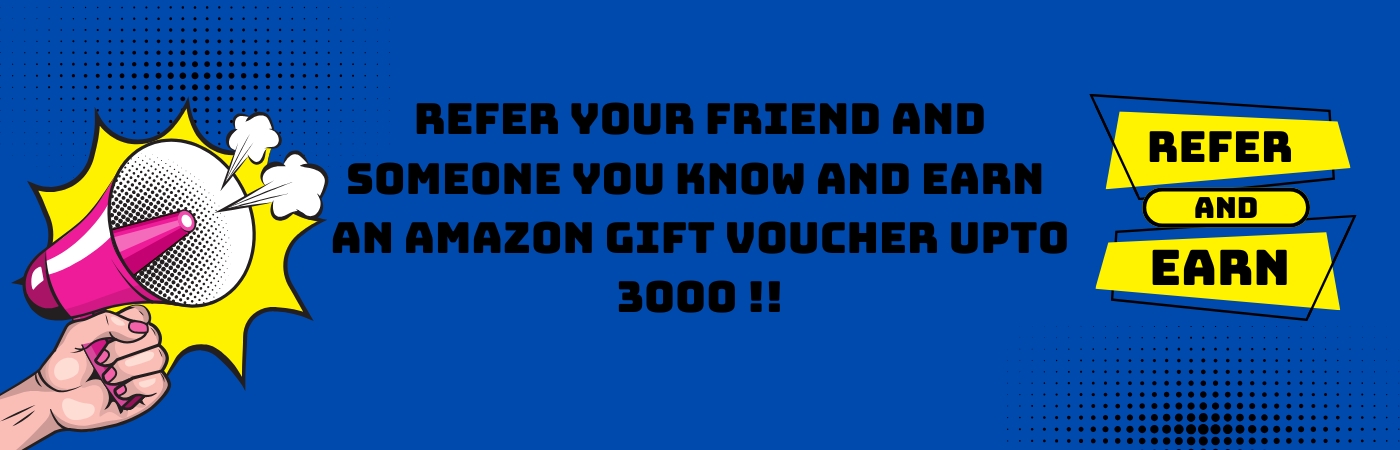 REFER YOUR FRIEND AND
SOMEONE YOU KNOW AND EARN
AN AMAZON GIFT VOUCHER UPTO
3000 !!
REFER
AND
EARN